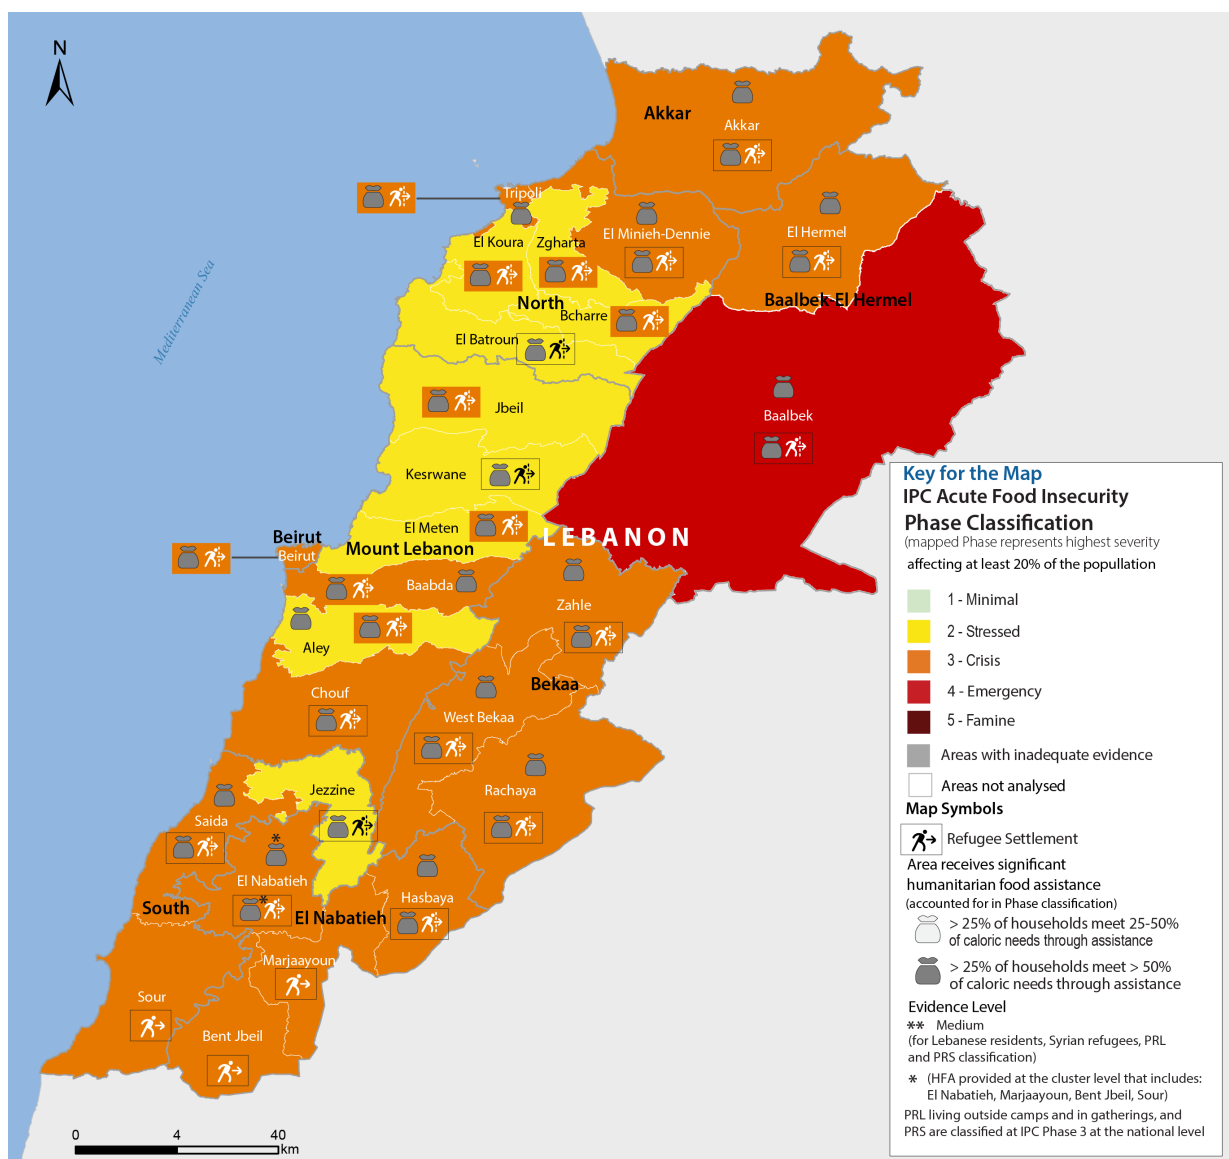 N
Akkar
Akkar
Tripoli
El Koura
Zgharta
El Minieh-Dennie
El Hermel
North
Baalbek-El Hermel
Bcharre
El Batroun
Mediterranean Sea
Jbeil
Baalbek
Kesrwane
El Meten
Beirut
Beirut
Mount Lebanon
LEBANON
Baabda
Zahle
Aley
Bekaa
Chouf
West Bekaa
Jezzine
Rachaya
Saida
*
El Nabatieh
*
Hasbaya
South
El Nabatieh
Marjaayoun
Sour
Bent Jbeil
0 4 40
km
Key for the Map
IPC Acute Food Insecurity
Phase Classification
(mapped Phase represents highest severity
affecting at least 20% of the popullation
1 - Minimal
2 - Stressed
3 - Crisis
4 - Emergency
5 - Famine
Areas with inadequate evidence
Areas not analysed
Map Symbols
Refugee Settlement
Area receives significant
humanitarian food assistance
(accounted for in Phase classification)
> 25% of households meet 25-50%
of caloric needs through assistance
> 25% of households meet > 50%
of caloric needs through assistance
Evidence Level
** Medium
(for Lebanese residents, Syrian refugees, PRL
and PRS classification)
* (HFA provided at the cluster level that includes:
El Nabatieh, Marjaayoun, Bent Jbeil, Sour)
PRL living outside camps and in gatherings, and
PRS are classified at IPC Phase 3 at the national level